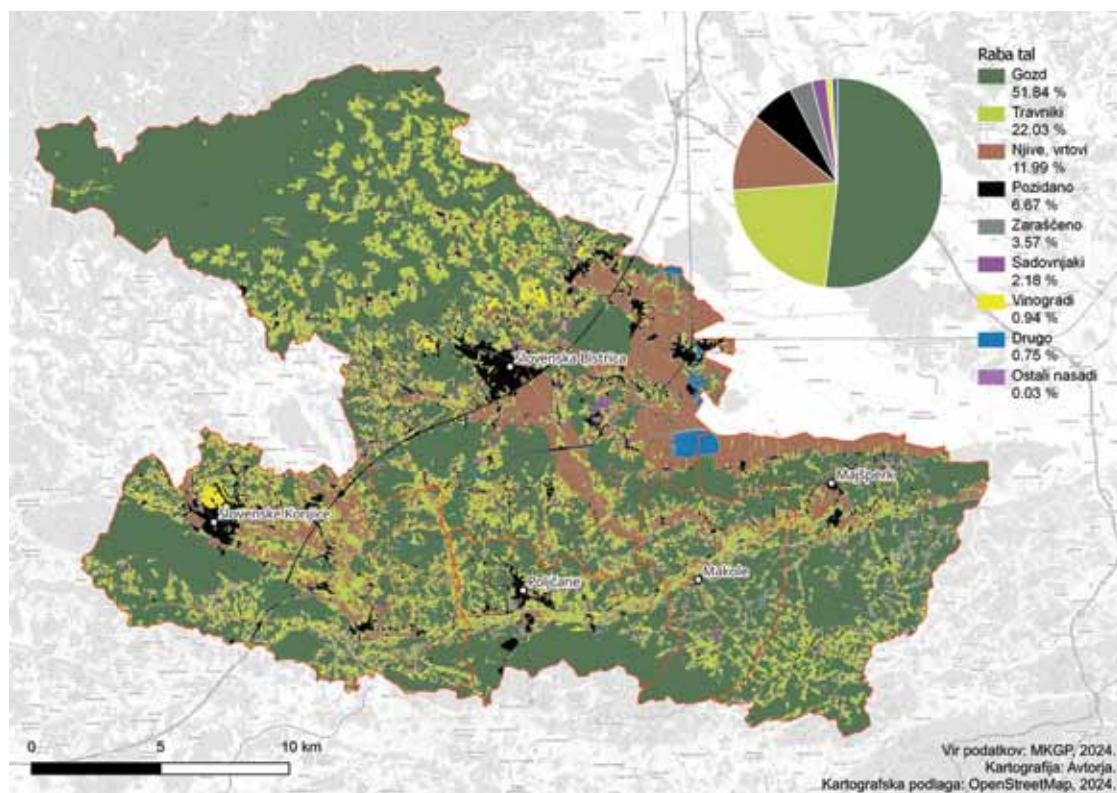 Raba tal
Gozd
51.84 %
Travniki
22.03 %
Njive, vrtovi
11.99 %
Pozidano
6.67 %
Zaraščeno
3.57 %
Sadovnjaki
2.18 %
Vinogradi
0.94 %
Drugo
0.75 %
Ostali nasadi
0.03 %
Slovenska Bistrica
Majšperk
Slovenske Konjice
Makole
Poljčane
0 5 10 km
Vir podatkov: MKGP, 2024.
Kartografija: Avtorja.
Kartografska podlaga: OpenStreetMap, 2024.